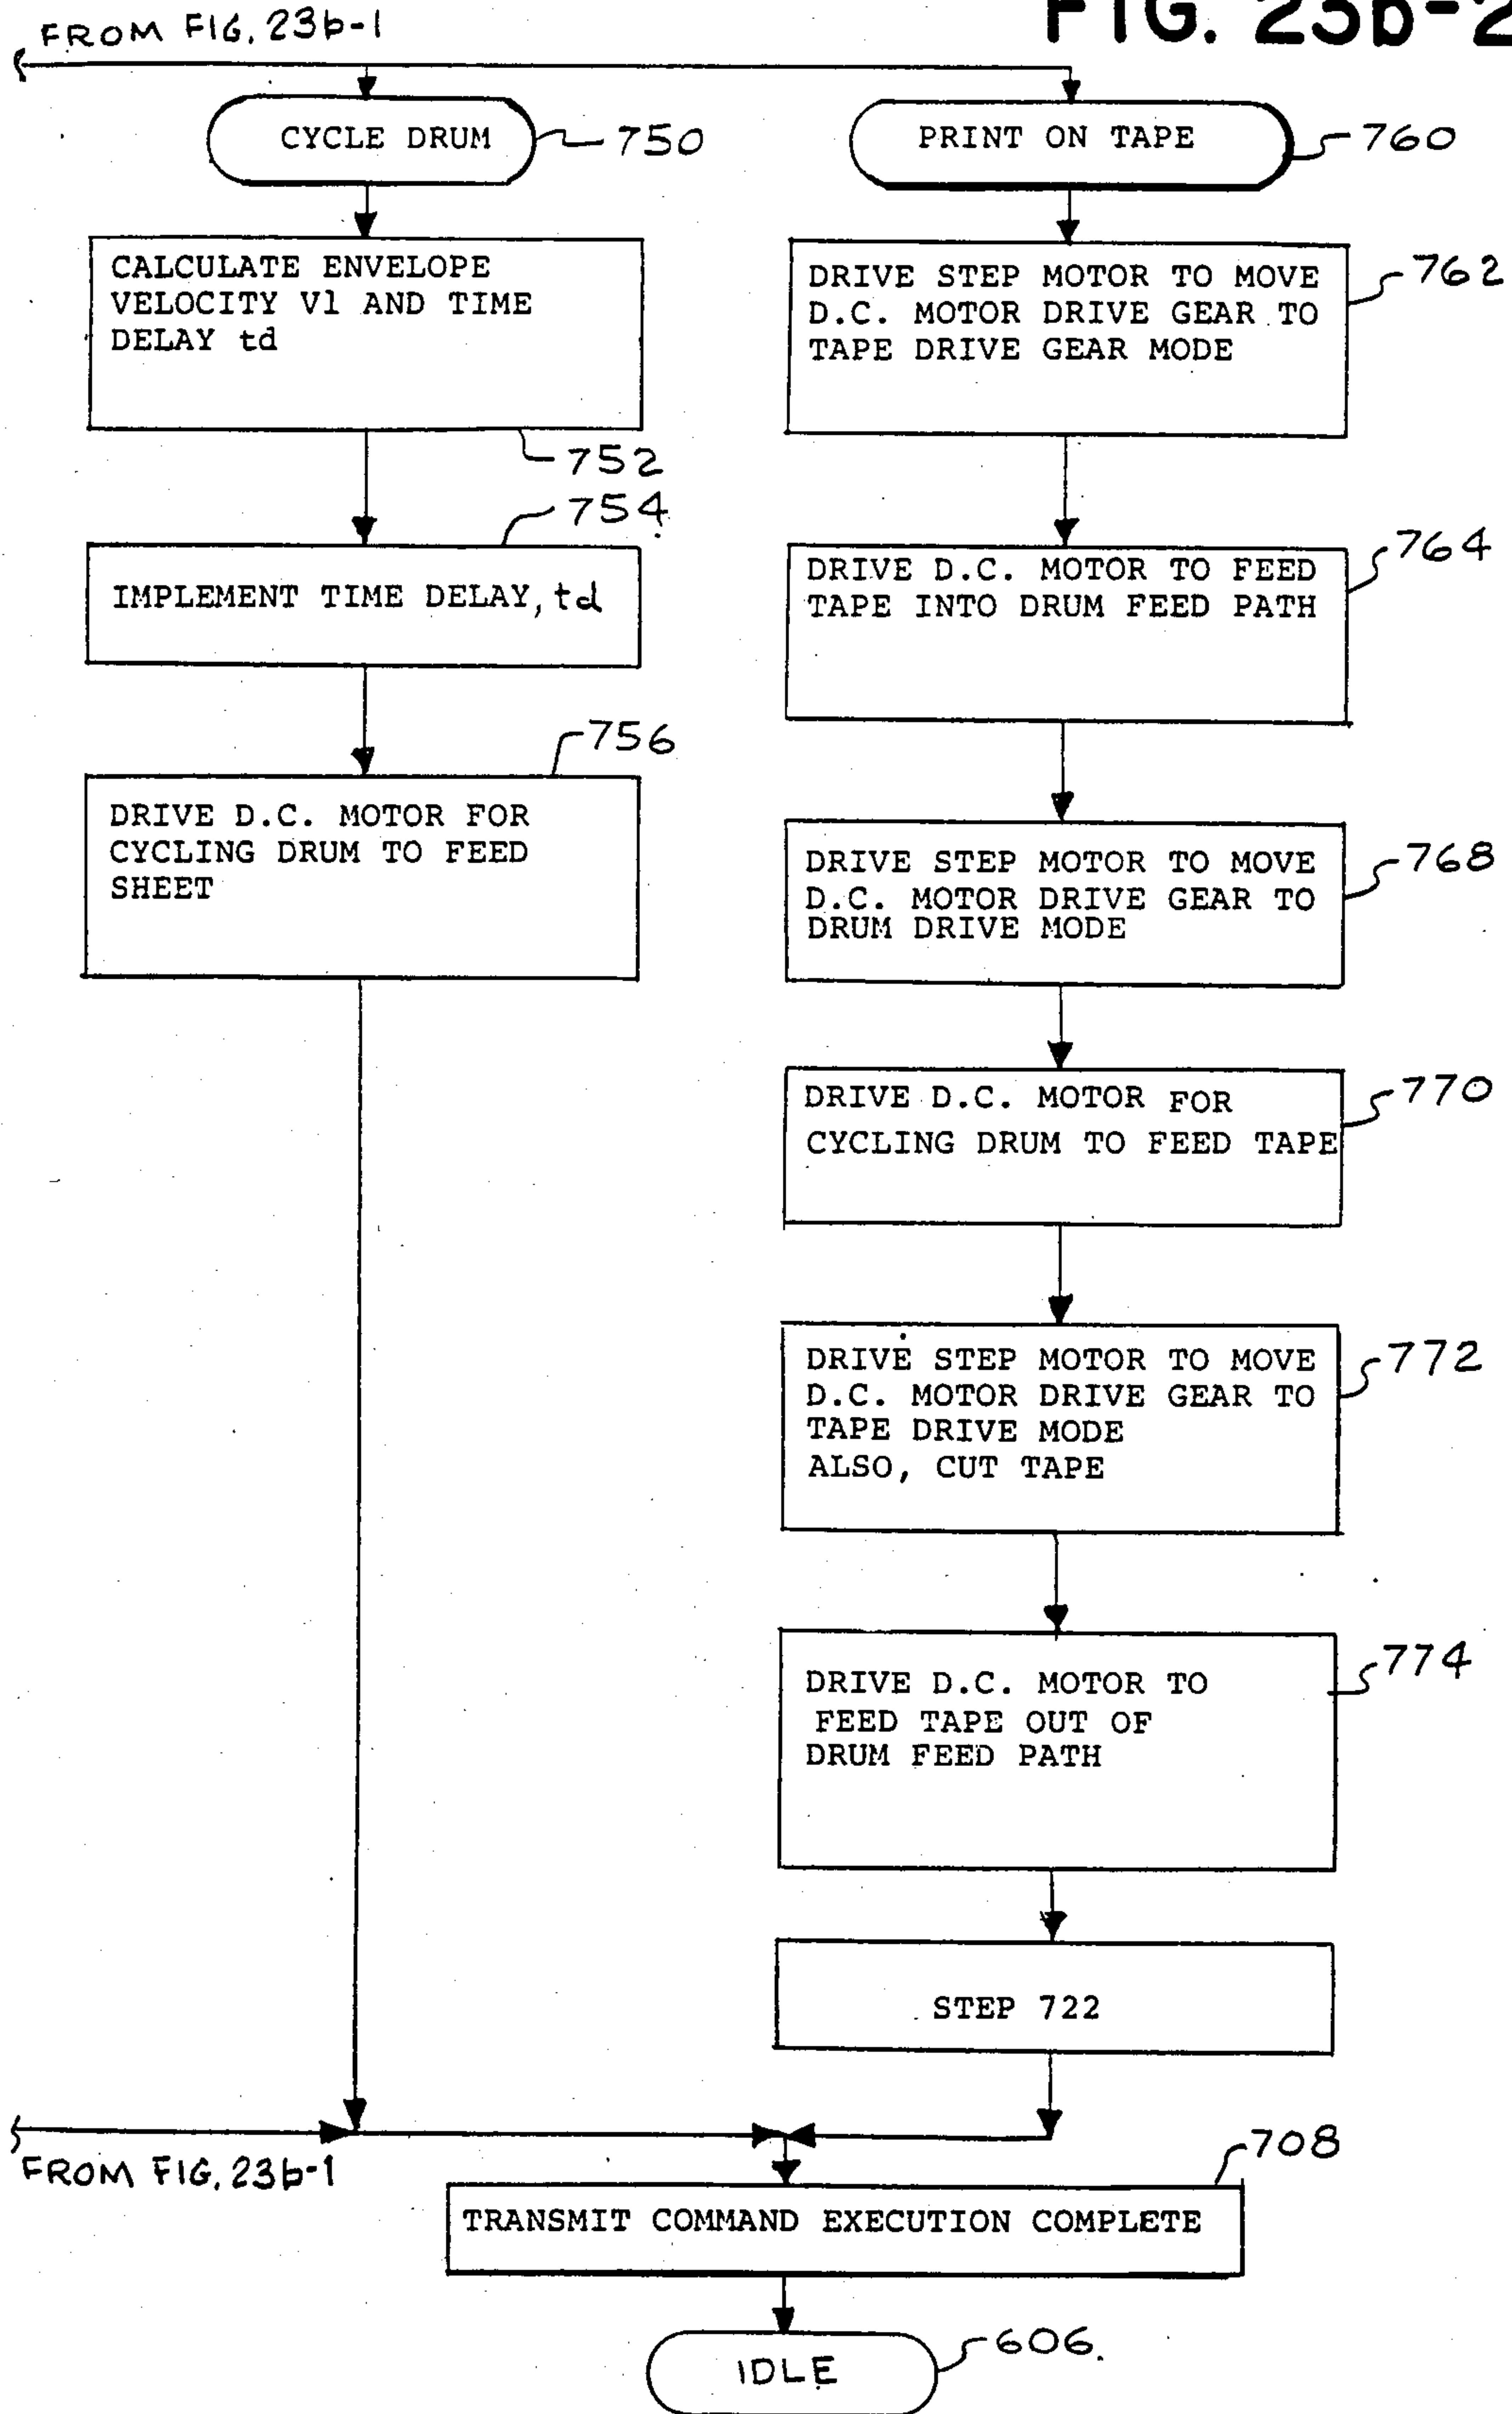 FIG. 23b-2
FROM FIG. 23b-1
CYCLE DRUM
750
CALCULATE ENVELOPE
VELOCITY V1 AND TIME
DELAY td
752
754
IMPLEMENT TIME DELAY, td
756
DRIVE D.C. MOTOR FOR
CYCLING DRUM TO FEED
SHEET
PRINT ON TAPE
760
DRIVE STEP MOTOR TO MOVE
D.C. MOTOR DRIVE GEAR TO
TAPE DRIVE GEAR MODE
762
DRIVE D.C. MOTOR TO FEED
TAPE INTO DRUM FEED PATH
764
DRIVE STEP MOTOR TO MOVE
D.C. MOTOR DRIVE GEAR TO
DRUM DRIVE MODE
768
DRIVE D.C. MOTOR FOR
CYCLING DRUM TO FEED TAPE
770
DRIVE STEP MOTOR TO MOVE
D.C. MOTOR DRIVE GEAR TO
TAPE DRIVE MODE
ALSO, CUT TAPE
772
DRIVE D.C. MOTOR TO
FEED TAPE OUT OF
DRUM FEED PATH
774
STEP 722
FROM FIG. 23b-1
708
TRANSMIT COMMAND EXECUTION COMPLETE
IDLE
606.